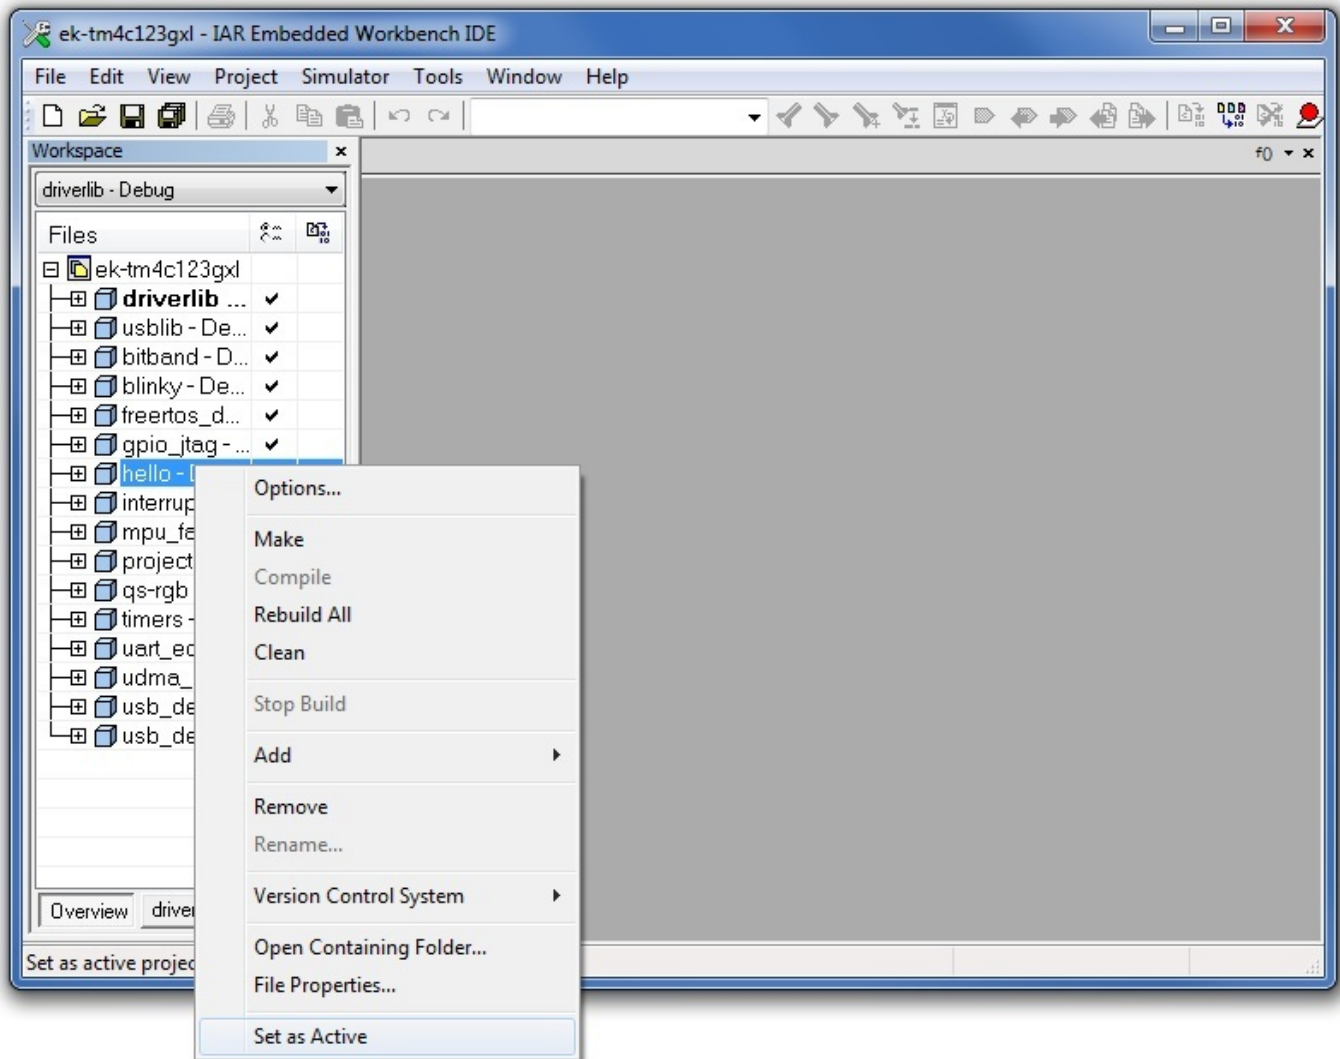 ek-tm4c123gxl - IAR Embedded Workbench IDE
File Edit View Project Simulator Tools Window Help
Workspace
f()
driverlib - Debug
Files
ek-tm4c123gxl
driverlib ...
usblib - De...
bitband - D...
blinky - De...
freertos_d...
gpio_jtag - ...
hello -
interrup
mpu_fa
project
qs-rgb
timers -
uart_ec
udma_
usb_de
usb_de
Options...
Make
Compile
Rebuild All
Clean
Stop Build
Add
Remove
Rename...
Version Control System
Open Containing Folder...
File Properties...
Set as Active
Overview driver
Set as active projec